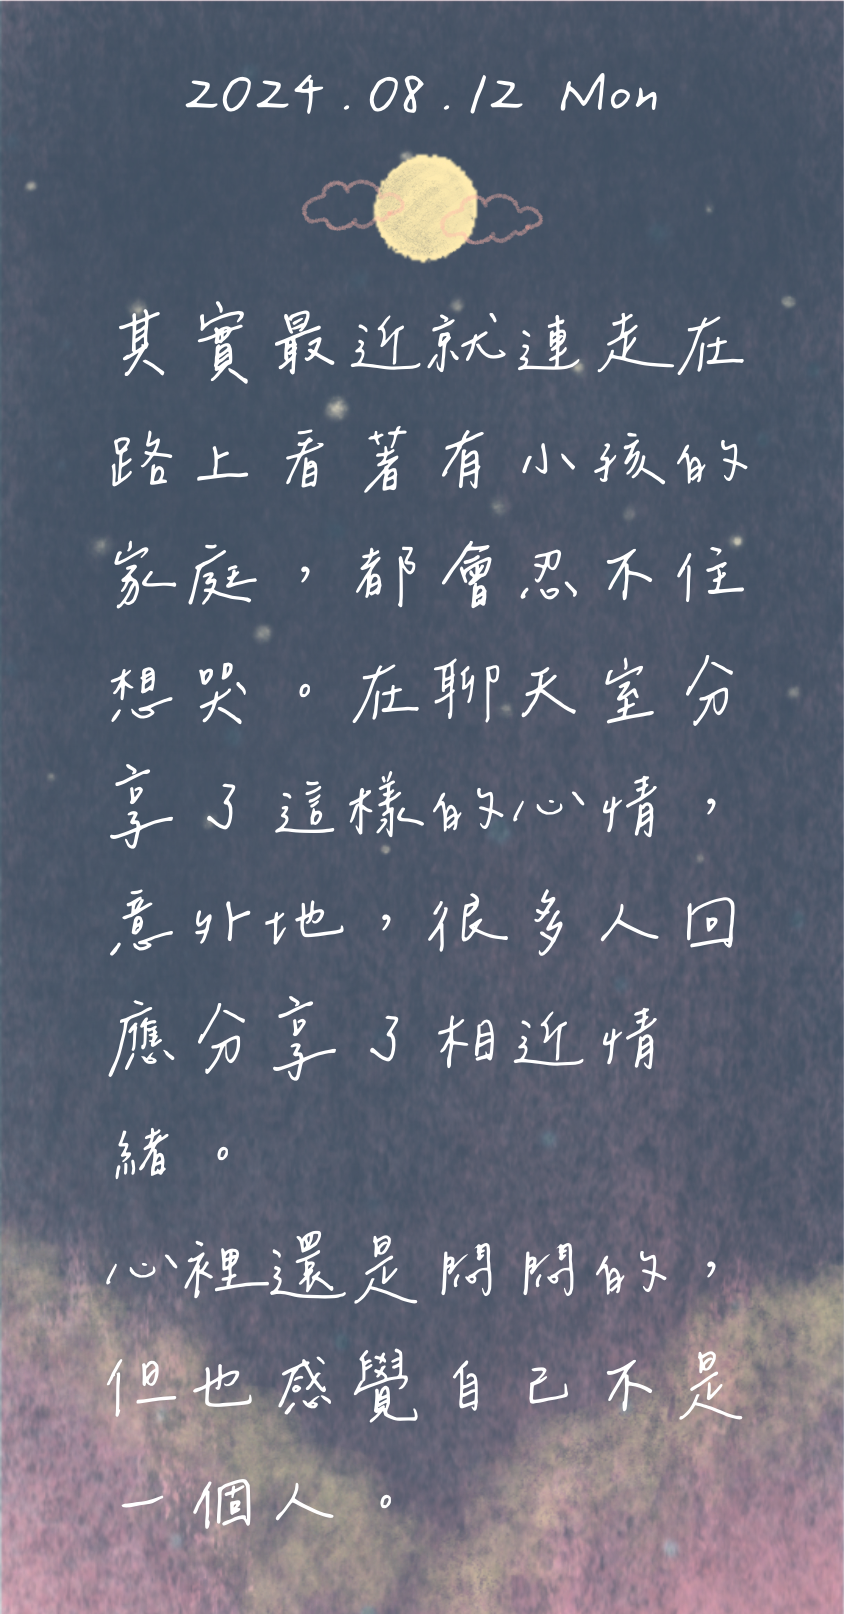 2024.08.12 Mon
其實最近就連走在
路上看著有小孩的
家庭，都會忍不住
想哭。在聊天室分
享了這樣的心情，
意外地，很多人回
應分享了相近情
緒。
心裡還是悶悶的，
但也感覺自己不是
一個人。